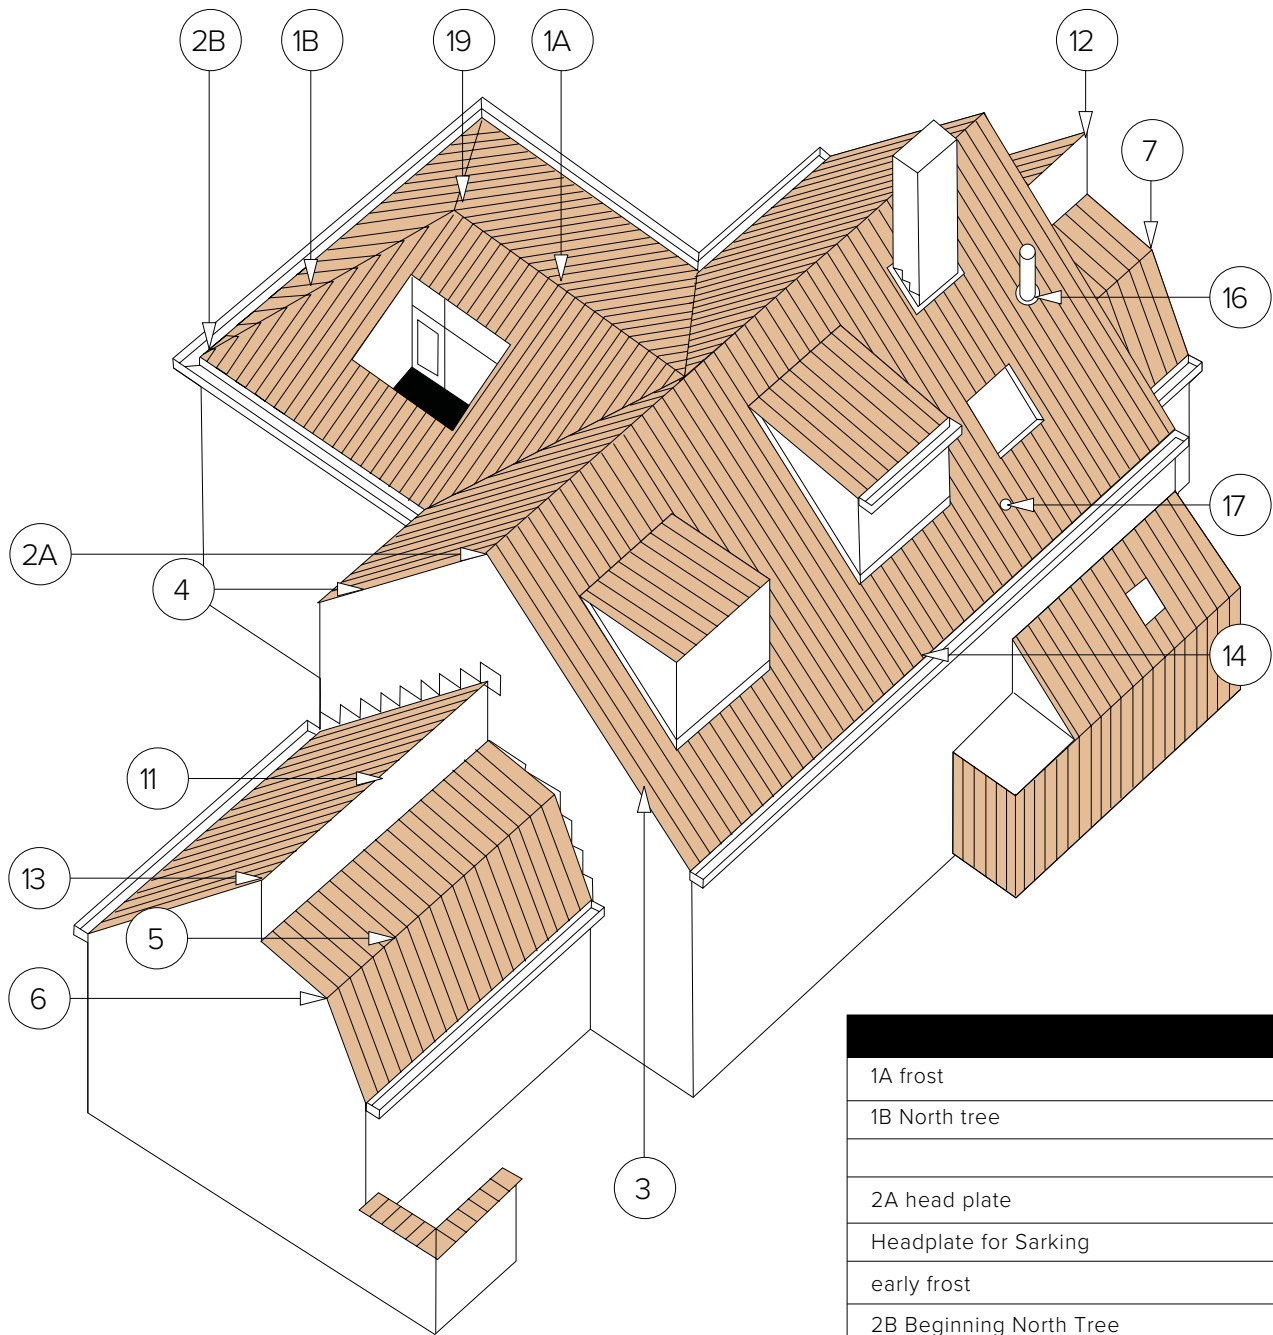 2B
1B
19
1A
12
7
16
17
2A
4
14
11
13
5
6
3
1A frost
1B North tree
2A head plate
Headplate for Sarking
early frost
2B Beginning North Tree